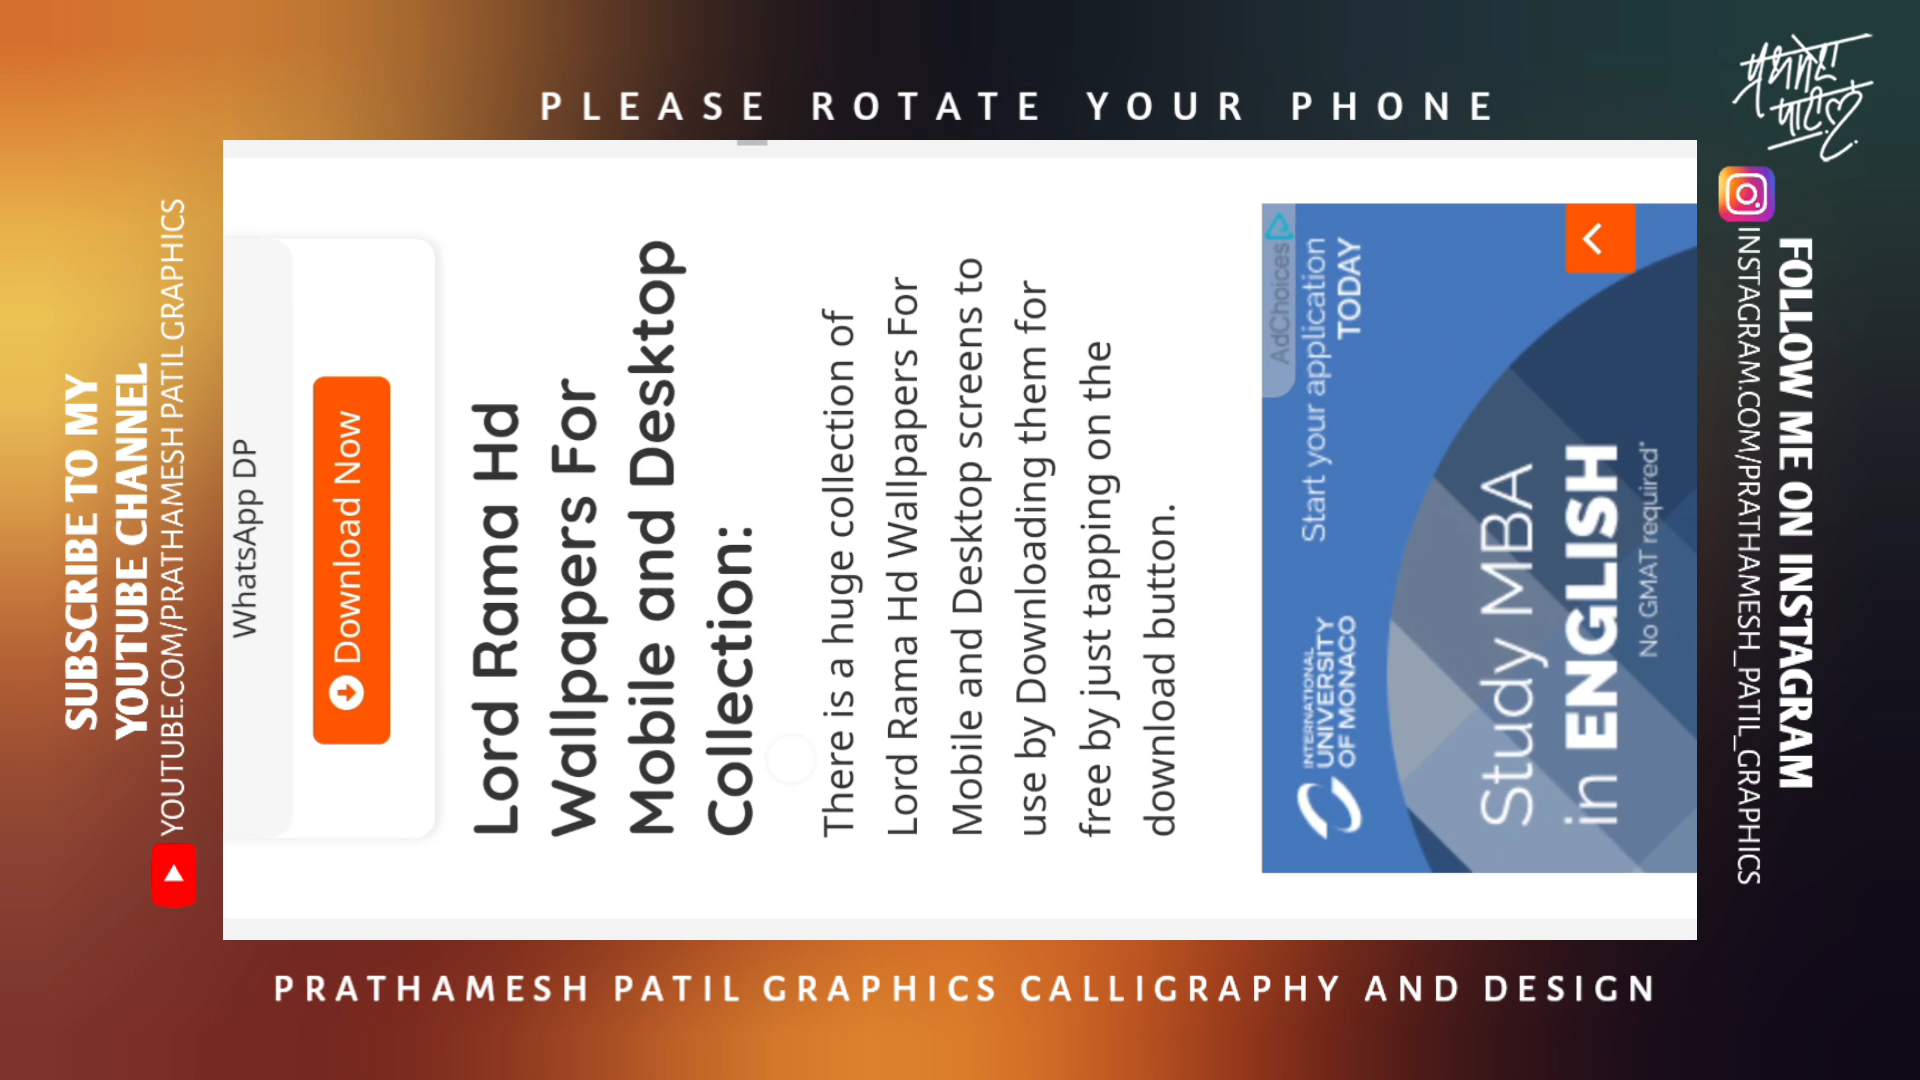 PLEASE ROTATE YOUR PHONE
प्रथमेश
पाटील
SUBSCRIBE TO MY
YOUTUBE CHANNEL
YOUTUBE.COM/PRATHAMESH PATIL GRAPHICS
WhatsApp DP
Download Now
Lord Rama Hd
Wallpapers For
Mobile and Desktop
Collection:
There is a huge collection of
Lord Rama Hd Wallpapers For
Mobile and Desktop screens to
use by Downloading them for
free by just tapping on the
download button.
AdChoices
INTERNATIONAL
UNIVERSITY
OF MONACO
Start your application
TODAY
Study MBA
in ENGLISH
No GMAT required*
FOLLOW ME ON INSTAGRAM
INSTAGRAM.COM/PRATHAMESH_PATIL_GRAPHICS
PRATHAMESH PATIL GRAPHICS CALLIGRAPHY AND DESIGN